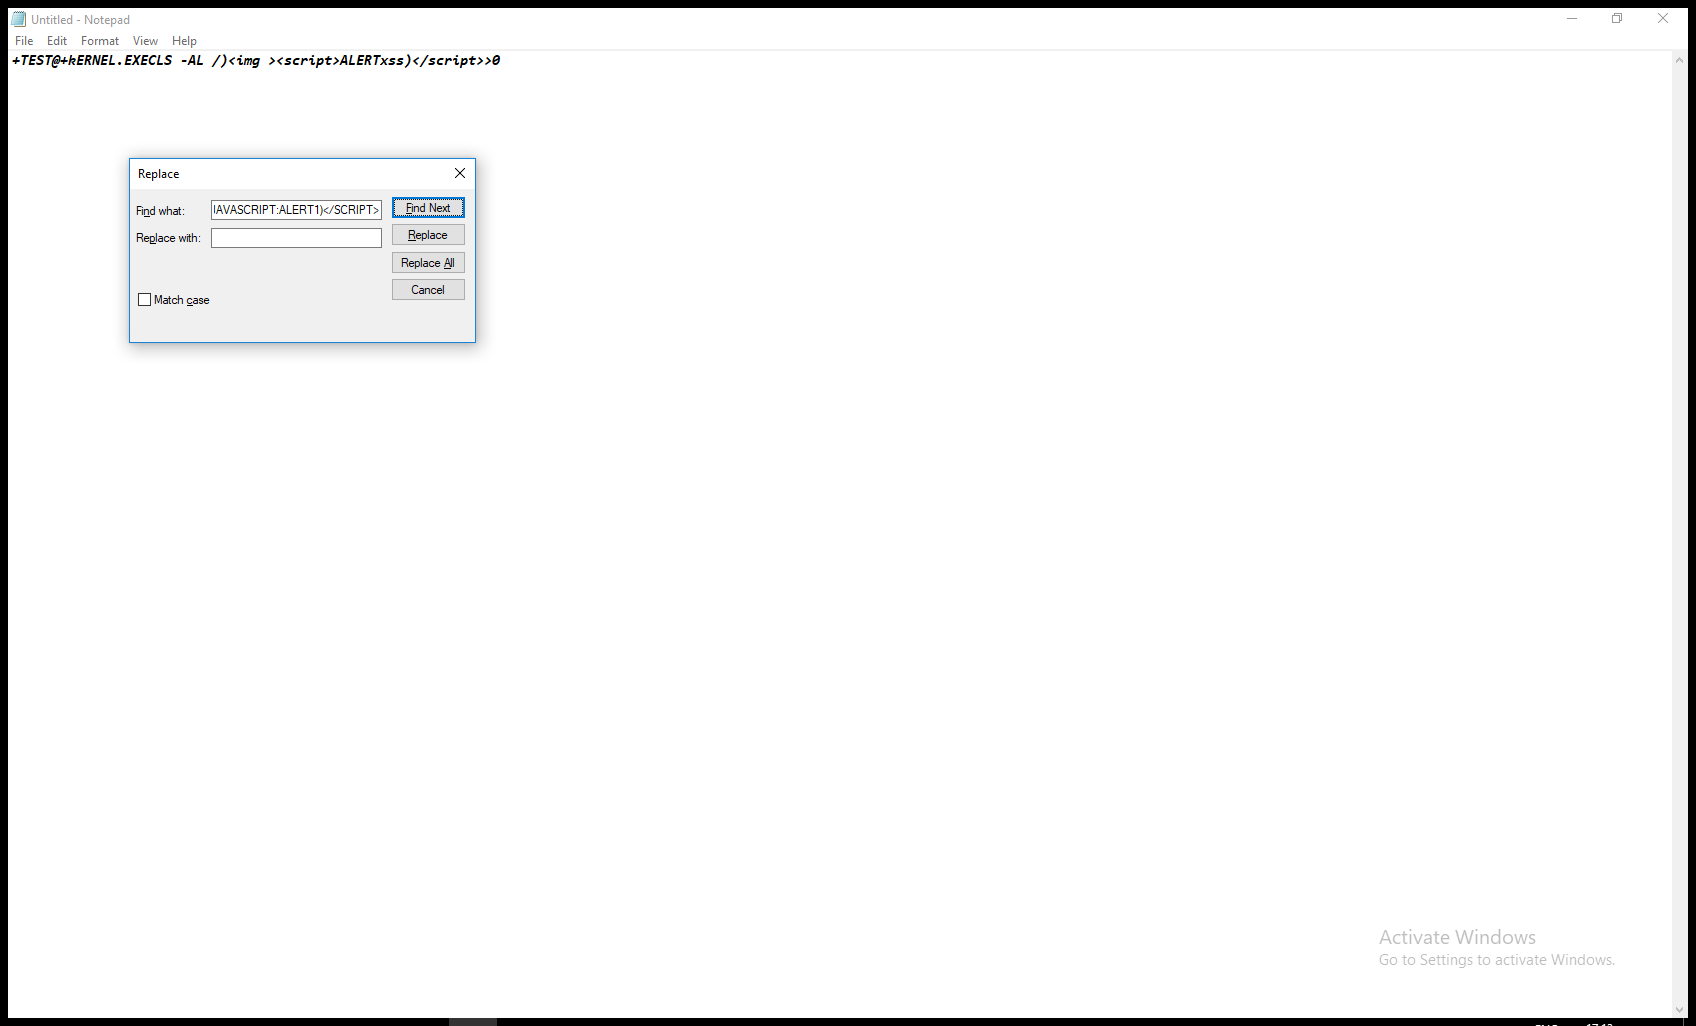 Untitled - Notepad
File Edit Format View Help
+TEST@+kERNEL.EXECLS -AL /)<img ><script>ALERTxss)</script>>0
Replace
Find what: AVASCRIPT:ALERT1)</SCRIPT> Find Next
Replace with: Replace
Replace All
Cancel
Match case
Activate Windows
Go to Settings to activate Windows.